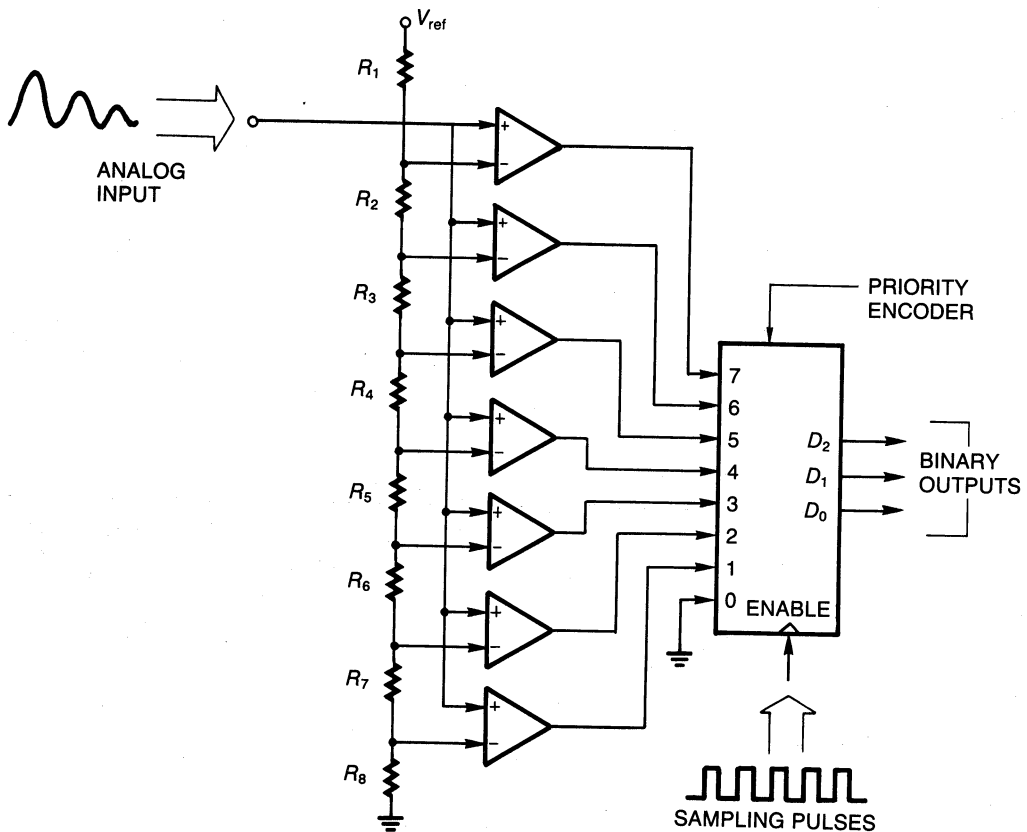 V_ref
R_1
ANALOG
INPUT
+
−
R_2
+
−
R_3
PRIORITY
ENCODER
+
−
R_4
7
6
+
−
5
D_2
BINARY
OUTPUTS
4
D_1
R_5
3
D_0
+
−
2
R_6
1
0
ENABLE
+
−
R_7
+
−
R_8
SAMPLING PULSES